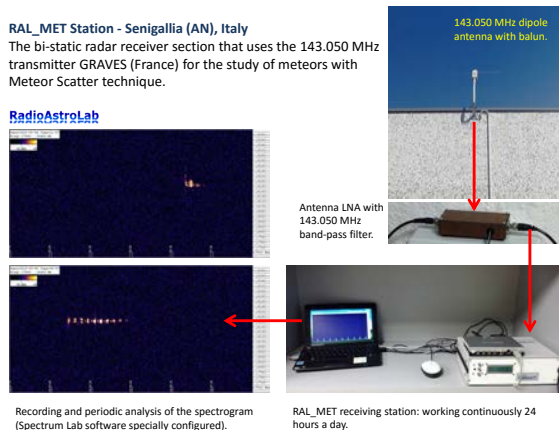 RAL_MET Station - Senigallia (AN), Italy
The bi-static radar receiver section that uses the 143.050 MHz
transmitter GRAVES (France) for the study of meteors with
Meteor Scatter technique.
143.050 MHz dipole
antenna with balun.
RadioAstroLab
Antenna LNA with
143.050 MHz
band-pass filter.
Recording and periodic analysis of the spectrogram
(Spectrum Lab software specially configured).
RAL_MET receiving station: working continuously 24
hours a day.